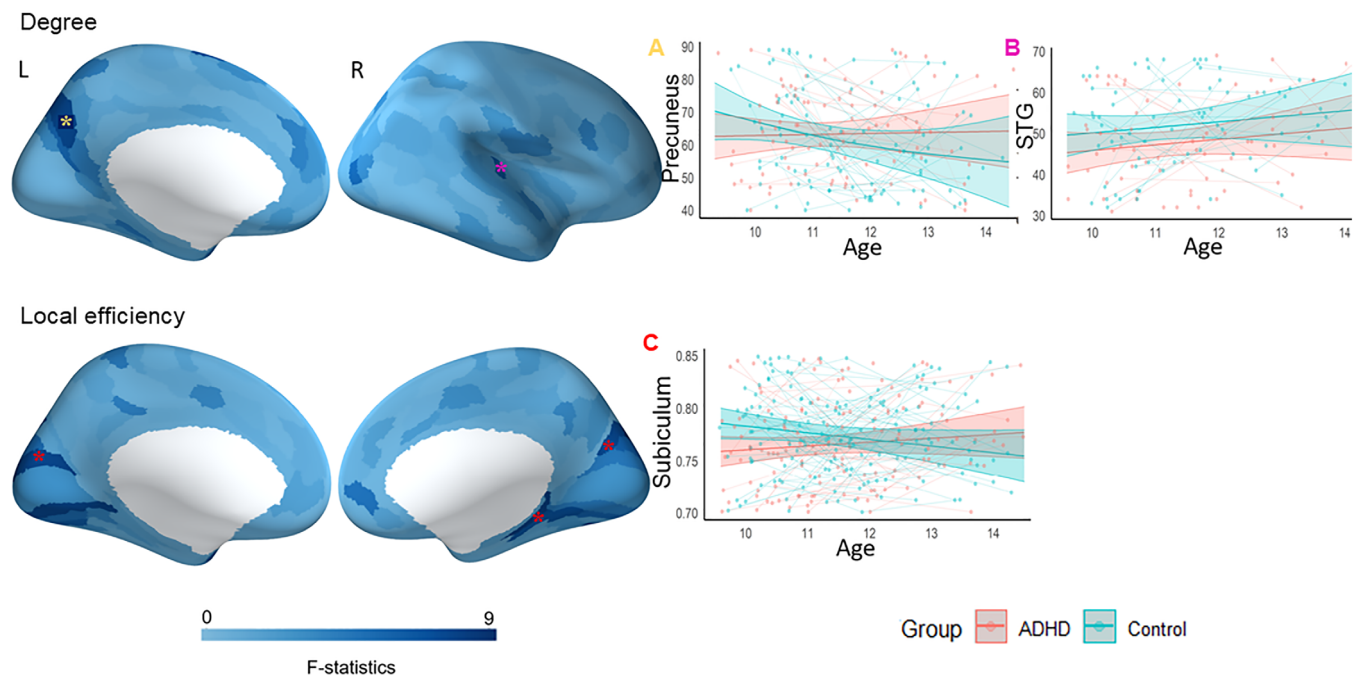 Degree
L
R
*
*
A
Precuneus
90
80
70
60
50
40
10
11
12
13
14
Age
B
STG
70
60
50
40
30
10
11
12
13
14
Age
Local efficiency
*
*
*
C
Subiculum
0.85
0.80
0.75
0.70
10
11
12
13
14
Age
0
9
F-statistics
Group ADHD Control